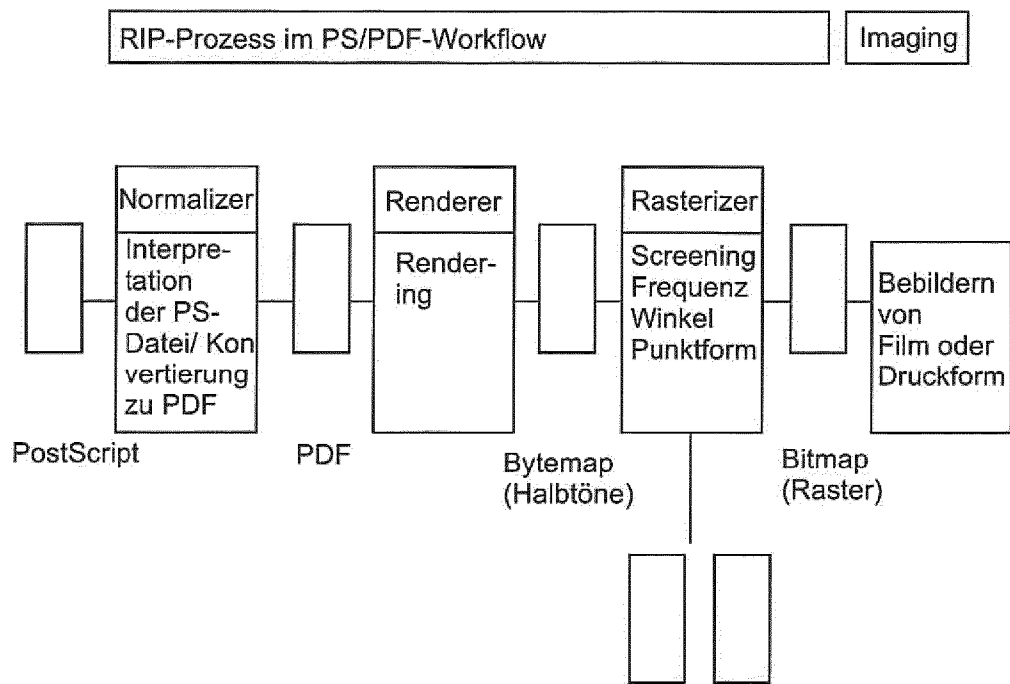 RIP-Prozess im PS/PDF-Workflow
Imaging
Normalizer
Interpre-
tation
der PS-
Datei/ Kon
vertierung
zu PDF
Renderer
Render-
ing
Rasterizer
Screening
Frequenz
Winkel
Punktform
Bebildern
von
Film oder
Druckform
PostScript
PDF
Bytemap
(Halbtöne)
Bitmap
(Raster)